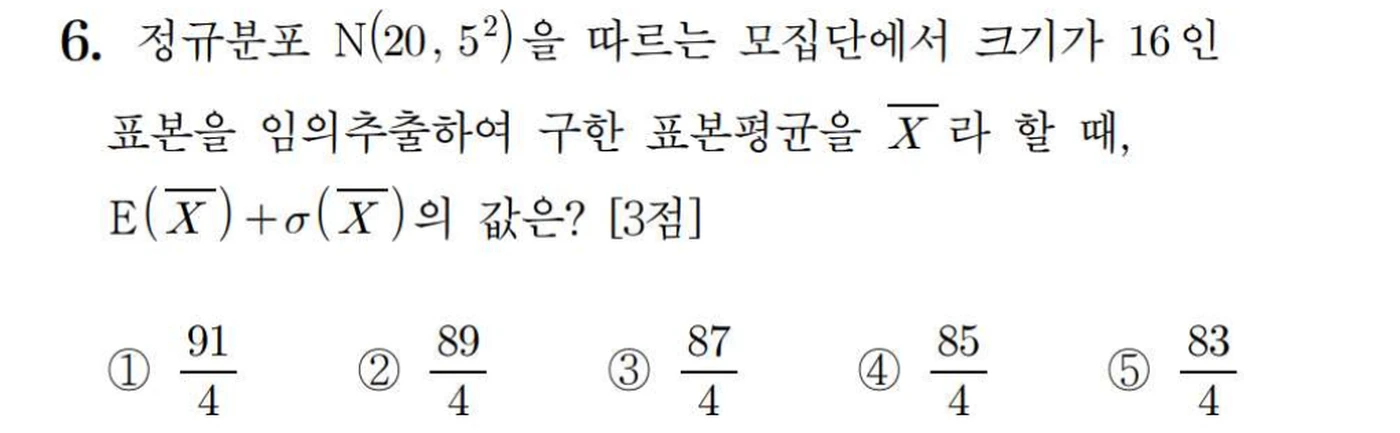 6. 정규분포 N(20, 5²)을 따르는 모집단에서 크기가 16인
표본을 임의추출하여 구한 표본평균을 X̅ 라 할 때,
E(X̅)+σ(X̅)의 값은? [3점]
① 91/4 ② 89/4 ③ 87/4 ④ 85/4 ⑤ 83/4